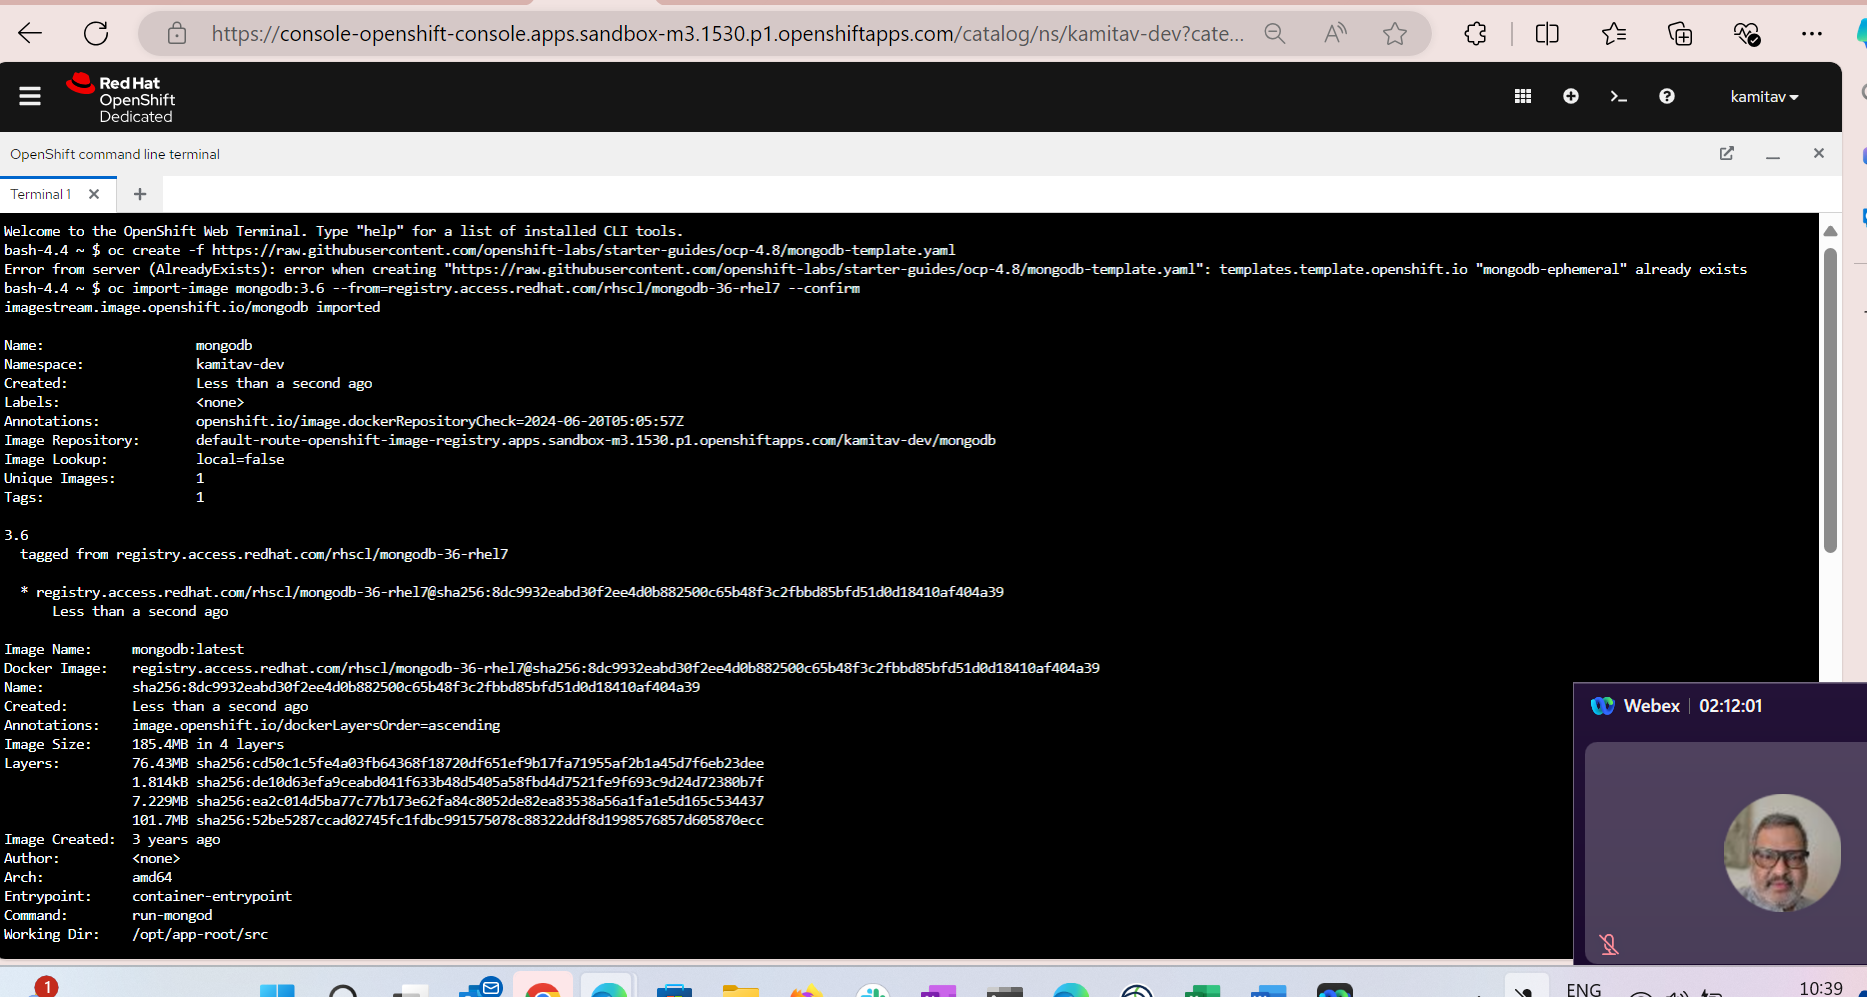 https://console-openshift-console.apps.sandbox-m3.1530.p1.openshiftapps.com/catalog/ns/kamitav-dev?cate...
Red Hat
OpenShift
Dedicated
kamitav
OpenShift command line terminal
Terminal 1
Welcome to the OpenShift Web Terminal. Type "help" for a list of installed CLI tools.
bash-4.4 ~ $ oc create -f https://raw.githubusercontent.com/openshift-labs/starter-guides/ocp-4.8/mongodb-template.yaml
Error from server (AlreadyExists): error when creating "https://raw.githubusercontent.com/openshift-labs/starter-guides/ocp-4.8/mongodb-template.yaml": templates.template.openshift.io "mongodb-ephemeral" already exists
bash-4.4 ~ $ oc import-image mongodb:3.6 --from=registry.access.redhat.com/rhscl/mongodb-36-rhel7 --confirm
imagestream.image.openshift.io/mongodb imported
Name: mongodb
Namespace: kamitav-dev
Created: Less than a second ago
Labels: <none>
Annotations: openshift.io/image.dockerRepositoryCheck=2024-06-20T05:05:57Z
Image Repository: default-route-openshift-image-registry.apps.sandbox-m3.1530.p1.openshiftapps.com/kamitav-dev/mongodb
Image Lookup: local=false
Unique Images: 1
Tags: 1
3.6
tagged from registry.access.redhat.com/rhscl/mongodb-36-rhel7
* registry.access.redhat.com/rhscl/mongodb-36-rhel7@sha256:8dc9932eabd30f2ee4d0b882500c65b48f3c2fbbd85bfd51d0d18410af404a39
Less than a second ago
Image Name: mongodb:latest
Docker Image: registry.access.redhat.com/rhscl/mongodb-36-rhel7@sha256:8dc9932eabd30f2ee4d0b882500c65b48f3c2fbbd85bfd51d0d18410af404a39
Name: sha256:8dc9932eabd30f2ee4d0b882500c65b48f3c2fbbd85bfd51d0d18410af404a39
Created: Less than a second ago
Annotations: image.openshift.io/dockerLayersOrder=ascending
Image Size: 185.4MB in 4 layers
Layers: 76.43MB sha256:cd50c1c5fe4a03fb64368f18720df651ef9b17fa71955af2b1a45d7f6eb23dee
1.814kB sha256:de10d63efa9ceabd041f633b48d5405a58fbd4d7521fe9f693c9d24d72380b7f
7.229MB sha256:ea2c014d5ba77c77b173e62fa84c8052de82ea83538a56a1fa1e5d165c534437
101.7MB sha256:52be5287ccad02745fc1fdbc991575078c88322ddf8d1998576857d605870ecc
Image Created: 3 years ago
Author: <none>
Arch: amd64
Entrypoint: container-entrypoint
Command: run-mongod
Working Dir: /opt/app-root/src
Webex 02:12:01
1
ENG
10:39